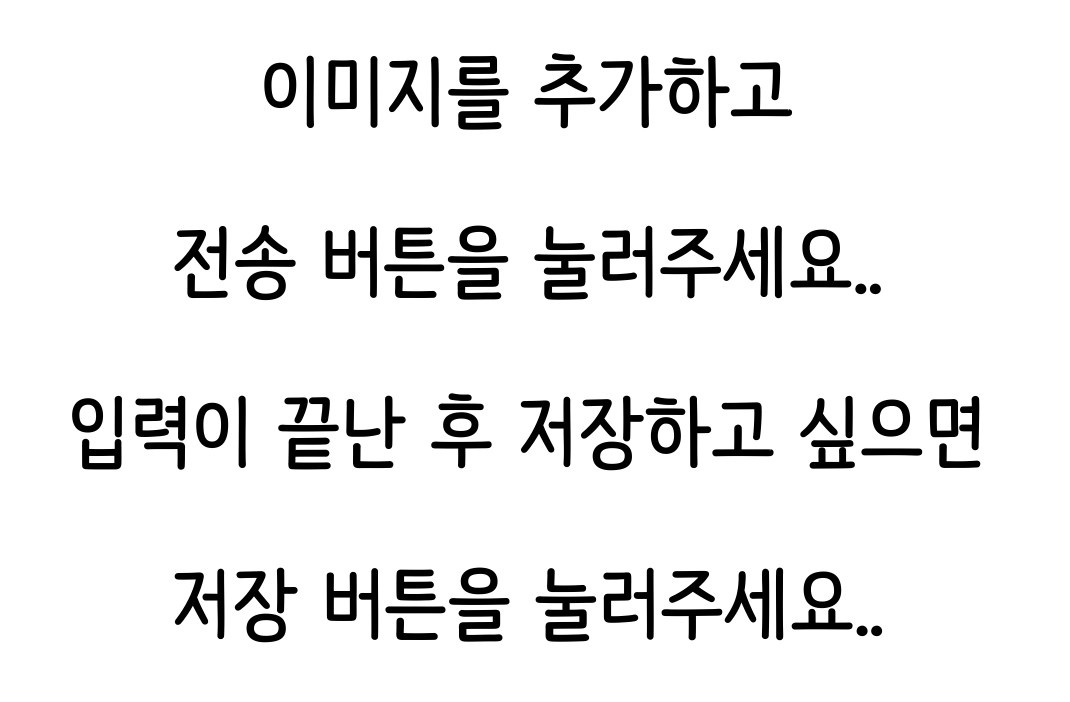 이미지를 추가하고
전송 버튼을 눌러주세요..
입력이 끝난 후 저장하고 싶으면
저장 버튼을 눌러주세요..